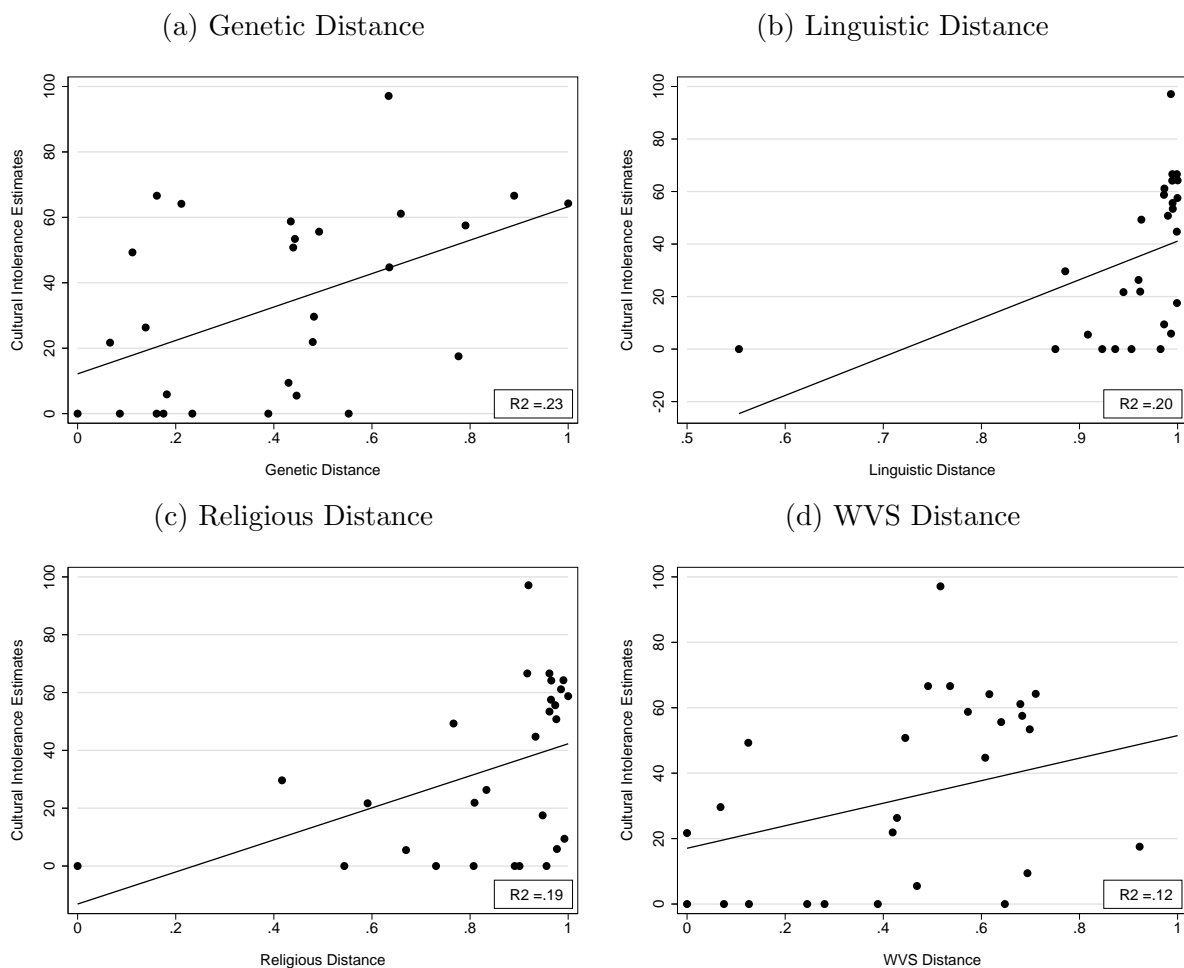 (a) Genetic Distance
Cultural Intolerance Estimates
100
80
60
40
20
0
0 .2 .4 .6 .8 1
Genetic Distance
R2 =.23
(b) Linguistic Distance
Cultural Intolerance Estimates
100
80
60
40
20
0
-20
.5 .6 .7 .8 .9 1
Linguistic Distance
R2 =.20
(c) Religious Distance
Cultural Intolerance Estimates
100
80
60
40
20
0
0 .2 .4 .6 .8 1
Religious Distance
R2 =.19
(d) WVS Distance
Cultural Intolerance Estimates
100
80
60
40
20
0
0 .2 .4 .6 .8 1
WVS Distance
R2 =.12